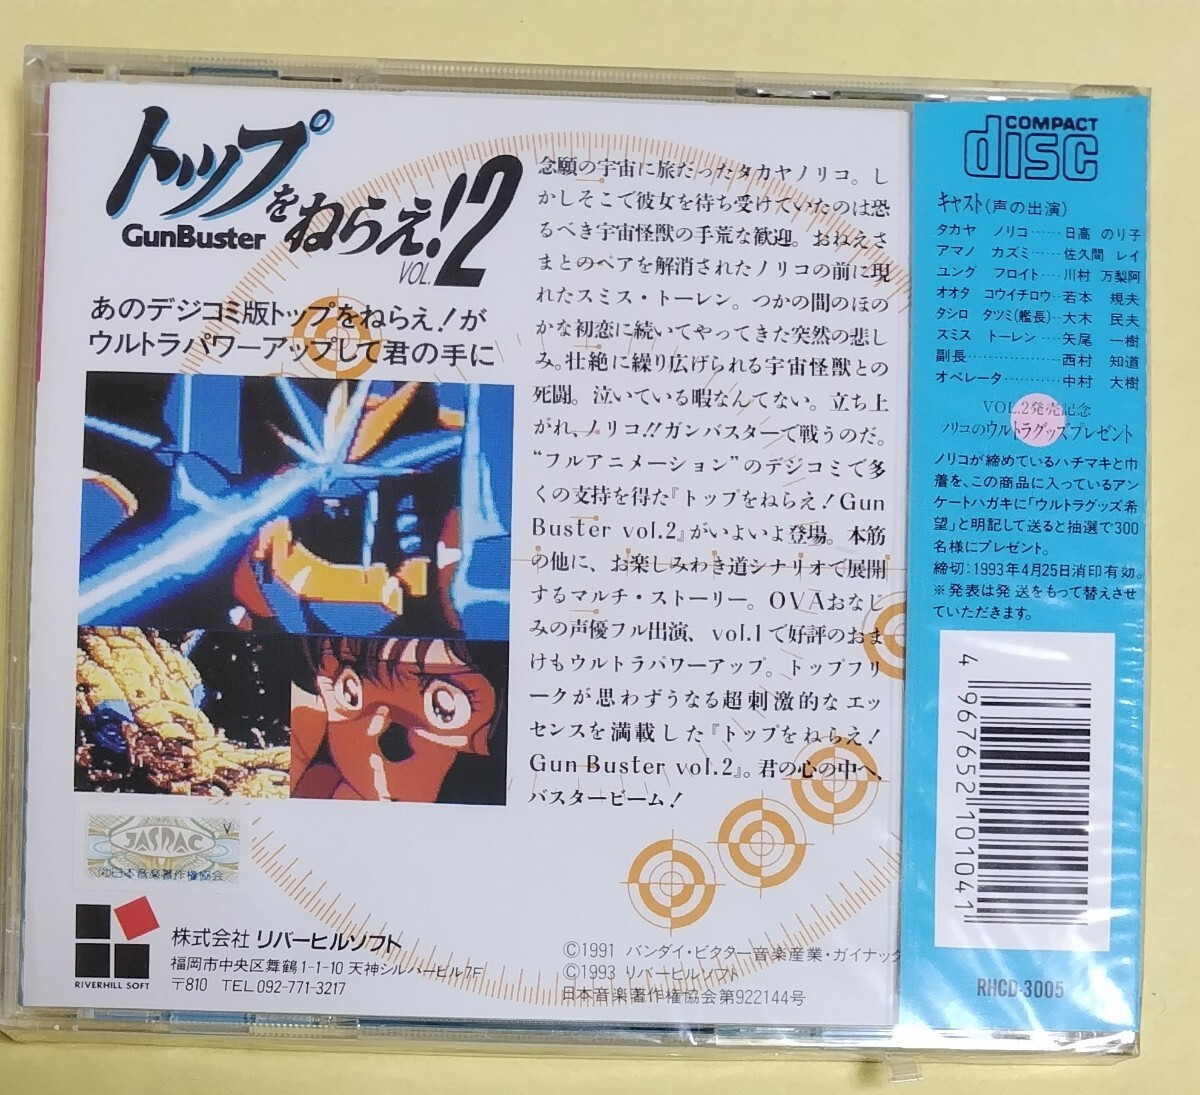 トップをねらえ!2
GunBuster
VOL.
あのデジコミ版トップをねらえ!が
ウルトラパワーアップして君の手に
念願の宇宙に旅だったタカヤノリコ。し
かしそこで彼女を待ち受けていたのは恐
るべき宇宙怪獣の手荒な歓迎。おねえさ
まとのペアを解消されたノリコの前に現
れたスミス・トーレン。つかの間のほの
かな初恋に続いてやってきた突然の悲し
み。壮絶に繰り広げられる宇宙怪獣との
死闘。泣いている暇なんてない。立ち上
がれ、ノリコ!!ガンバスターで戦うのだ。
“フルアニメーション”のデジコミで多
くの支持を得た『トップをねらえ!Gun
Buster vol.2』がいよいよ登場。本筋
の他に、お楽しみわき道シナリオで展開
するマルチ・ストーリー。OVAおなじ
みの声優フル出演、vol.1で好評のおま
けもウルトラパワーアップ。トップフリ
ークが思わずうなる超刺激的なエッ
センスを満載した『トップをねらえ!
Gun Buster vol.2』。君の心の中へ、
バスタービーム!
JASRAC
V
㈳日本音楽著作権協会
RIVERHILL SOFT
株式会社 リバーヒルソフト
福岡市中央区舞鶴1-1-10 天神シルバービル7F
〒810 TEL 092-771-3217
©1991 バンダイ・ビクター音楽産業・ガイナック
©1993 リバーヒルソフト
日本音楽著作権協会第922144号
COMPACT
disc
キャスト(声の出演)
タカヤ ノリコ……日高 のり子
アマノ カズミ……佐久間 レイ
ユング フロイト…川村 万梨阿
オオタ コウイチロウ…若本 規夫
タシロ タツミ(艦長)…大木 民夫
スミス トーレン…矢尾 一樹
副長……………西村 知道
オペレータ…………中村 大樹
VOL.2発売記念
ノリコのウルトラグッズプレゼント
ノリコが締めているハチマキと巾
着を、この商品に入っているアン
ケートハガキに「ウルトラグッズ希
望」と明記して送ると抽選で300
名様にプレゼント。
締切:1993年4月25日消印有効。
※発表は発送をもって替えさせ
ていただきます。
4967652101041
RHCD-3005